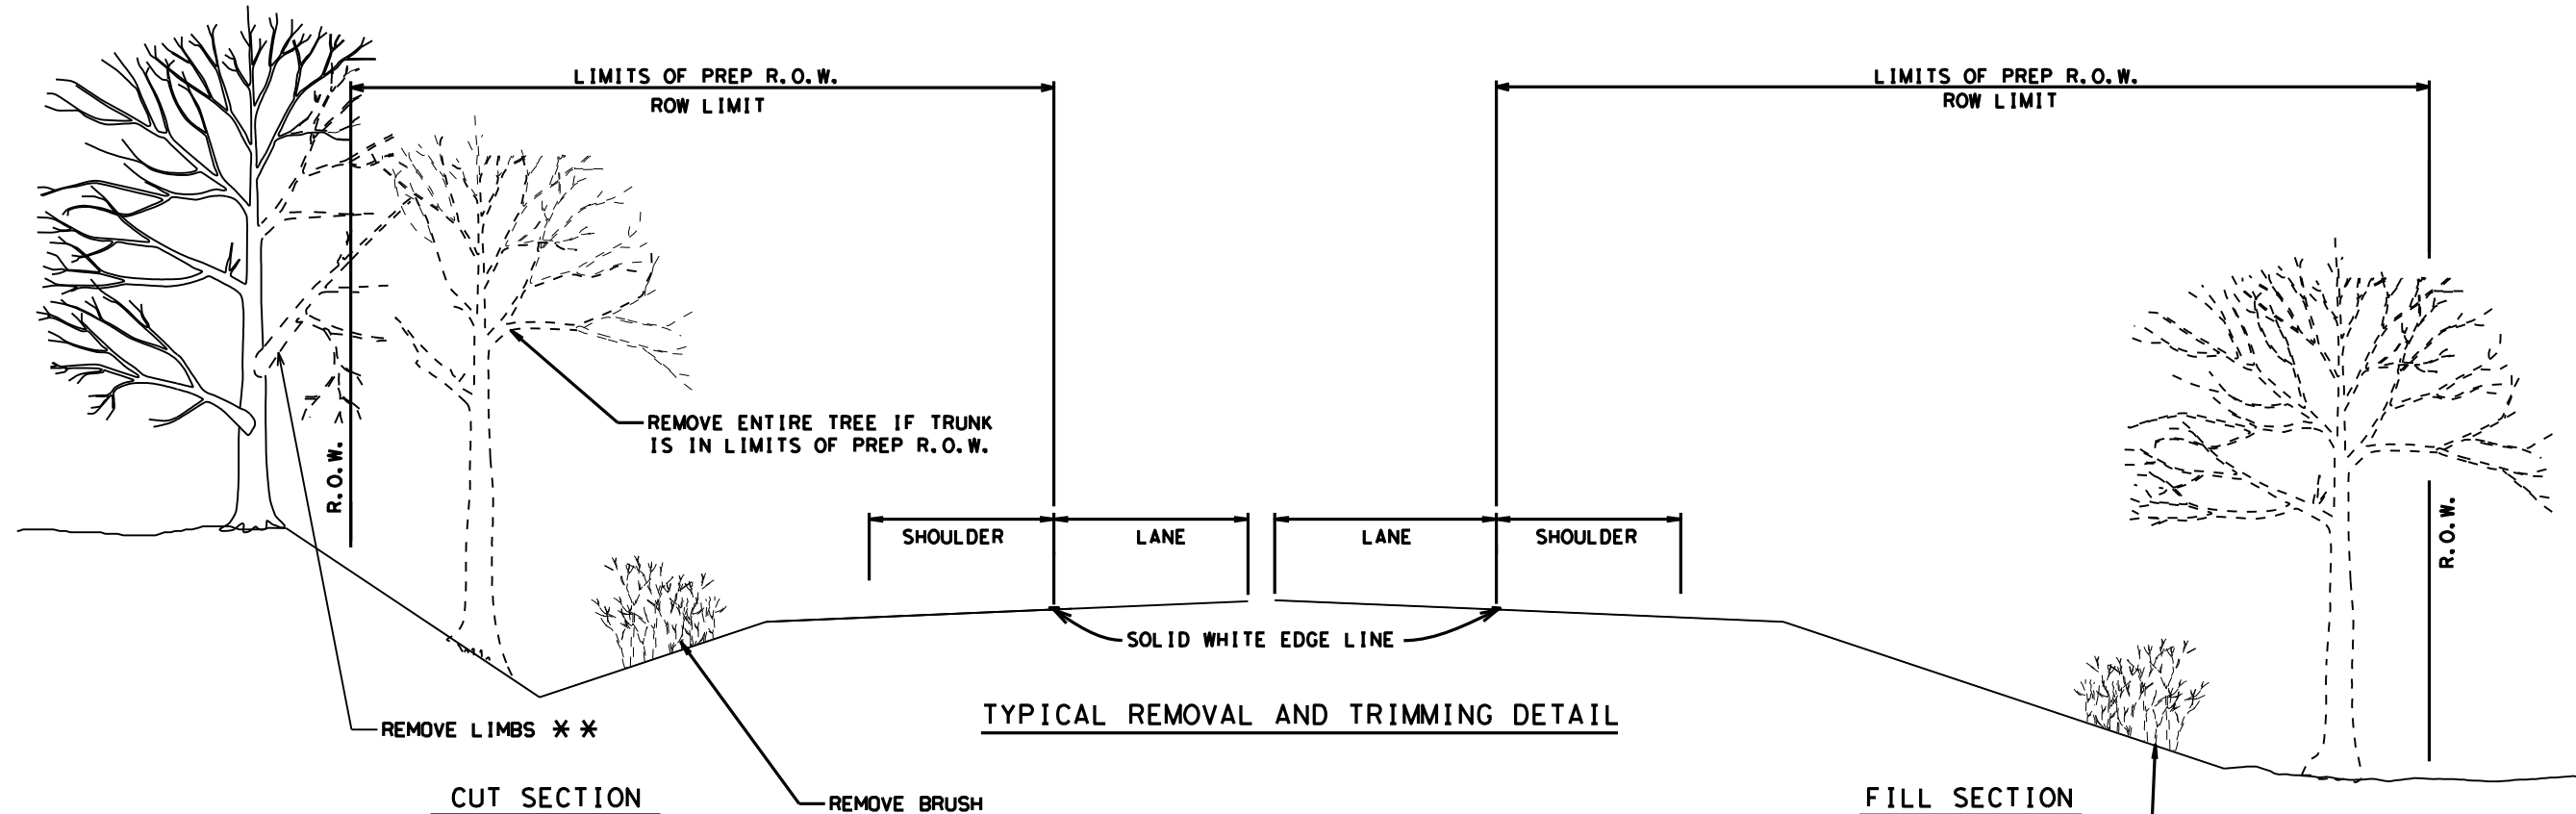 LIMITS OF PREP R.O.W.
ROW LIMIT
LIMITS OF PREP R.O.W.
ROW LIMIT
REMOVE ENTIRE TREE IF TRUNK
IS IN LIMITS OF PREP R.O.W.
R.O.W.
SHOULDER
LANE
LANE
SHOULDER
R.O.W.
SOLID WHITE EDGE LINE
TYPICAL REMOVAL AND TRIMMING DETAIL
REMOVE LIMBS * *
CUT SECTION
REMOVE BRUSH
FILL SECTION